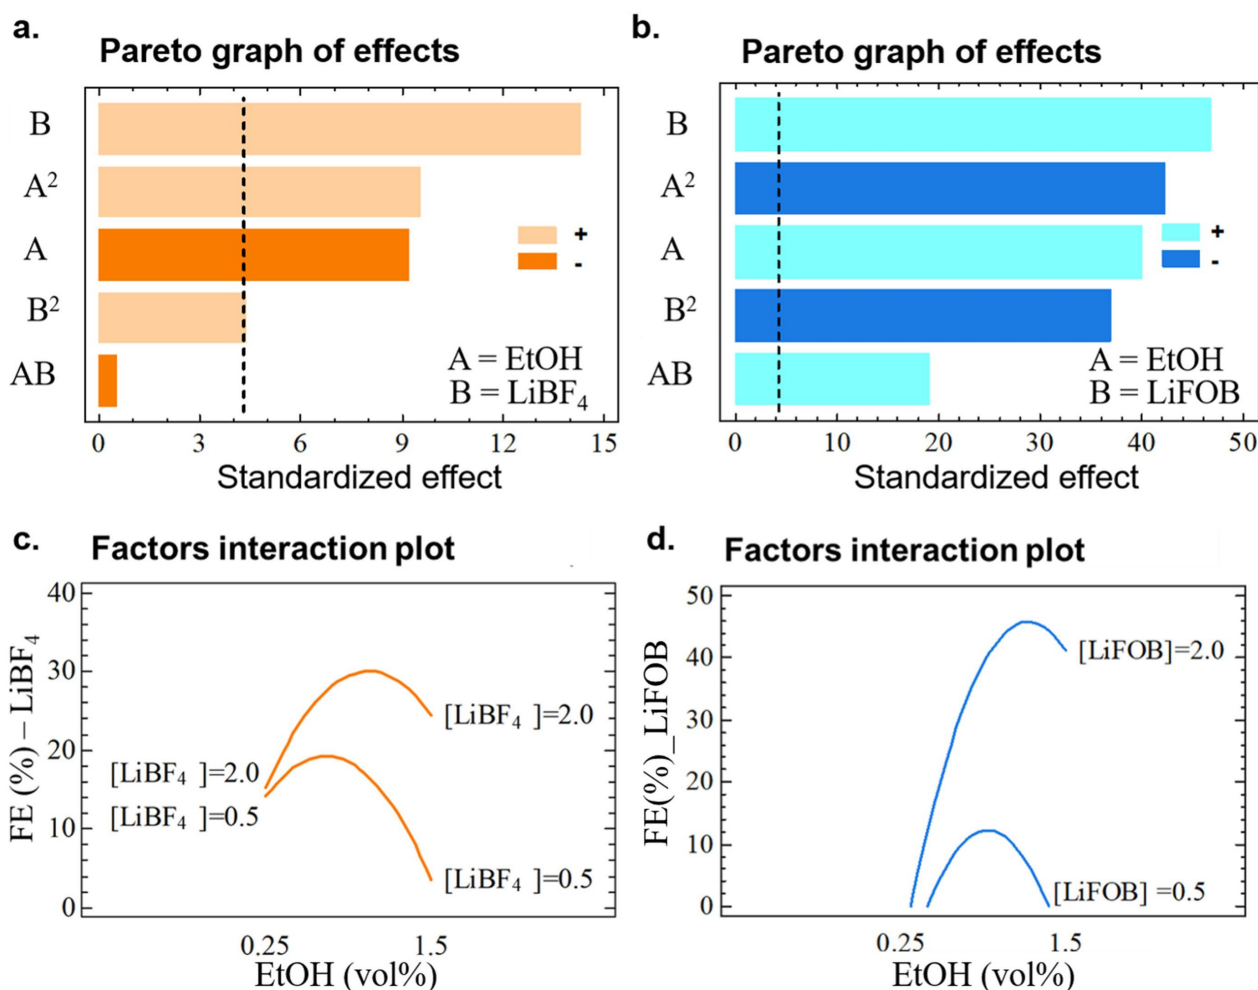 a.
Pareto graph of effects
B
A²
A
B²
AB
+
-
A = EtOH
B = LiBF₄
0 3 6 9 12 15
Standardized effect
b.
Pareto graph of effects
B
A²
A
B²
AB
+
-
A = EtOH
B = LiFOB
0 10 20 30 40 50
Standardized effect
c.
Factors interaction plot
FE (%) – LiBF₄
40
30
20
10
0
[LiBF₄ ]=2.0
[LiBF₄ ]=0.5
[LiBF₄ ]=2.0
[LiBF₄ ]=0.5
0.25 1.5
EtOH (vol%)
d.
Factors interaction plot
FE(%)_LiFOB
50
40
30
20
10
0
[LiFOB]=2.0
[LiFOB] =0.5
0.25 1.5
EtOH (vol%)